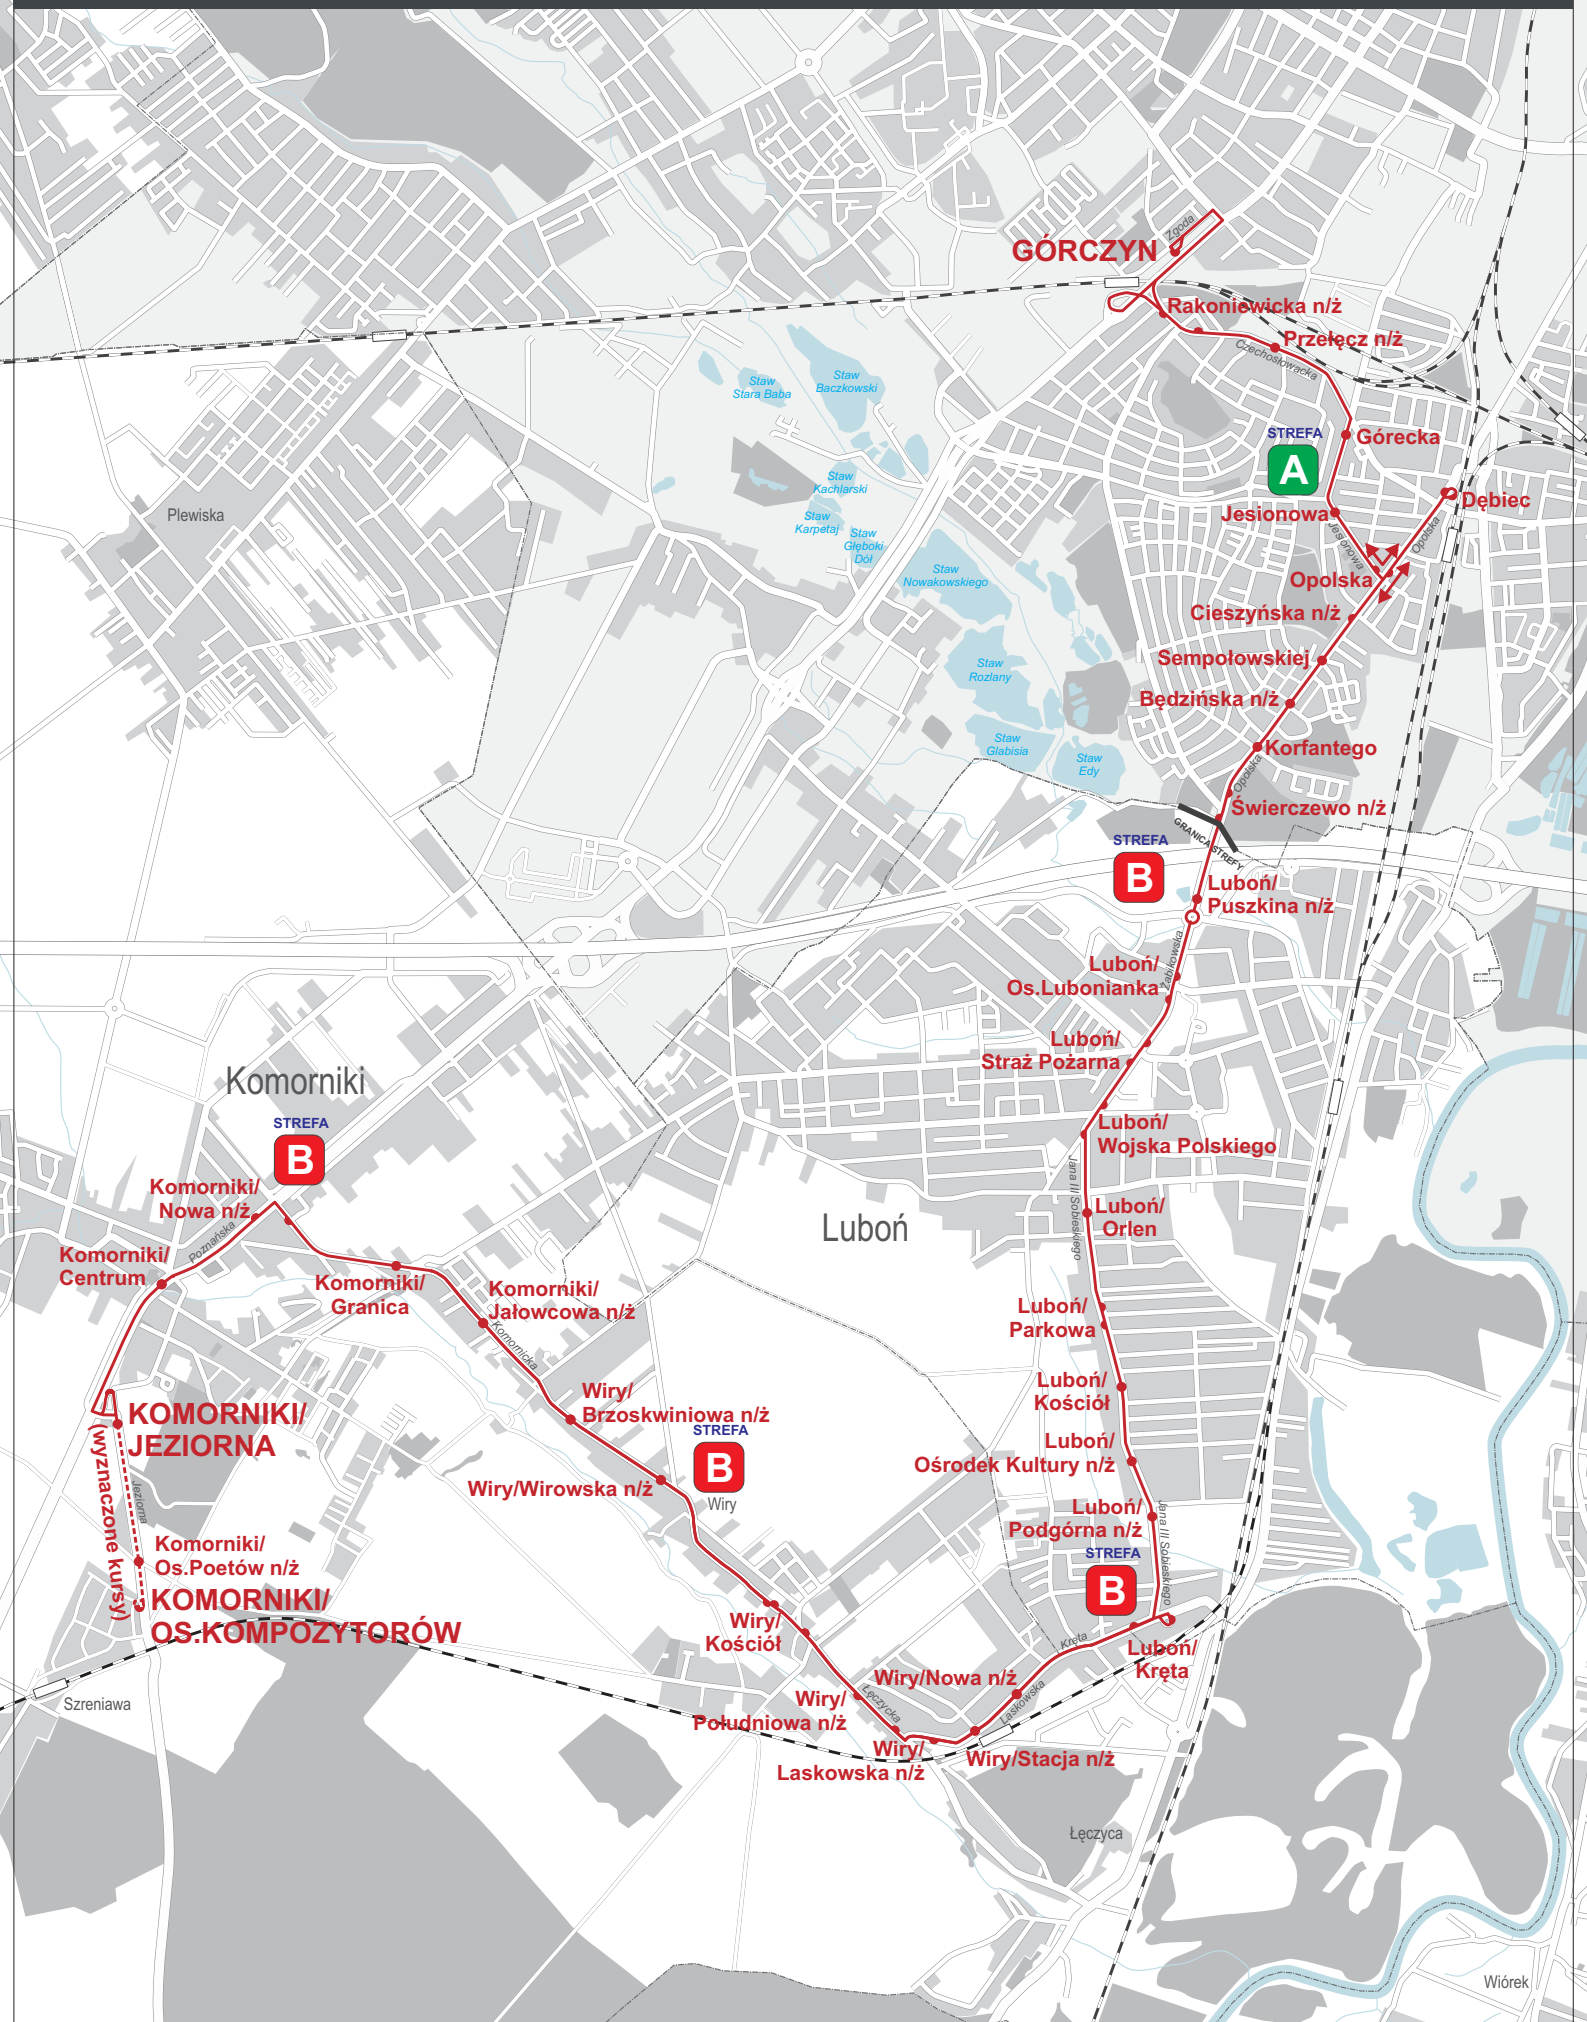 Zgoda
GÓRCZYN
Rakoniewicka n/ż
Przełęcz n/ż
Czechosłowacka
Staw
Stara Baba
Staw
Baczkowski
STREFA
A
Górecka
Staw
Kachlarski
Dębiec
Plewiska
Staw
Karpetaj
Jesionowa
Staw
Głęboki
Dół
Jesionowa
Opolska
Staw
Nowakowskiego
Opolska
Cieszyńska n/ż
Staw
Rozlany
Sempołowskiej
Będzińska n/ż
Staw
Glabisia
Korfantego
Staw
Edy
Opolska
Świerczewo n/ż
GRANICA STREFY
STREFA
B
Luboń/
Puszkina n/ż
Żabikowska
Luboń/
Os.Lubonianka
Luboń/
Straż Pożarna
Komorniki
STREFA
B
Luboń/
Wojska Polskiego
Jana III Sobieskiego
Komorniki/
Nowa n/ż
Poznańska
Luboń
Luboń/
Orlen
Komorniki/
Centrum
Komorniki/
Granica
Komorniki/
Jałowcowa n/ż
Komornicka
Luboń/
Parkowa
Luboń/
Kościół
Wiry/
Brzoskwiniowa n/ż
STREFA
B
Wiry
KOMORNIKI/
JEZIORNA
(wyznaczone kursy)
Jeziorna
Luboń/
Ośrodek Kultury n/ż
Wiry/Wirowska n/ż
Luboń/
Podgórna n/ż
Jana III Sobieskiego
STREFA
B
Komorniki/
Os.Poetów n/ż
KOMORNIKI/
OS.KOMPOZYTORÓW
Wiry/
Kościół
Kręta
Luboń/
Kręta
Wiry/Nowa n/ż
Laskowska
Szreniawa
Łęczycka
Wiry/
Południowa n/ż
Wiry/
Laskowska n/ż
Wiry/Stacja n/ż
Łęczyca
Wiórek